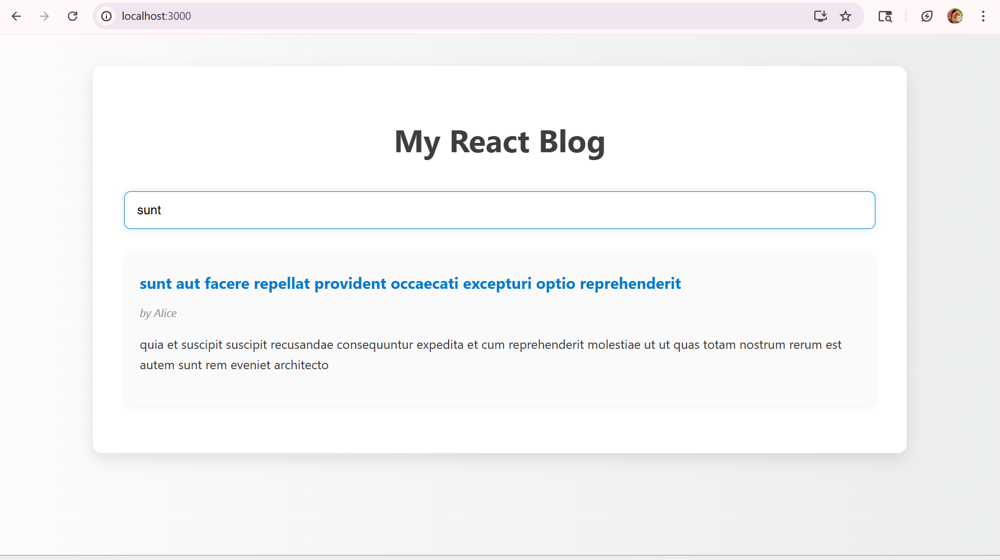 localhost:3000
My React Blog
sunt
sunt aut facere repellat provident occaecati excepturi optio reprehenderit
by Alice
quia et suscipit suscipit recusandae consequuntur expedita et cum reprehenderit molestiae ut ut quas totam nostrum rerum est
autem sunt rem eveniet architecto